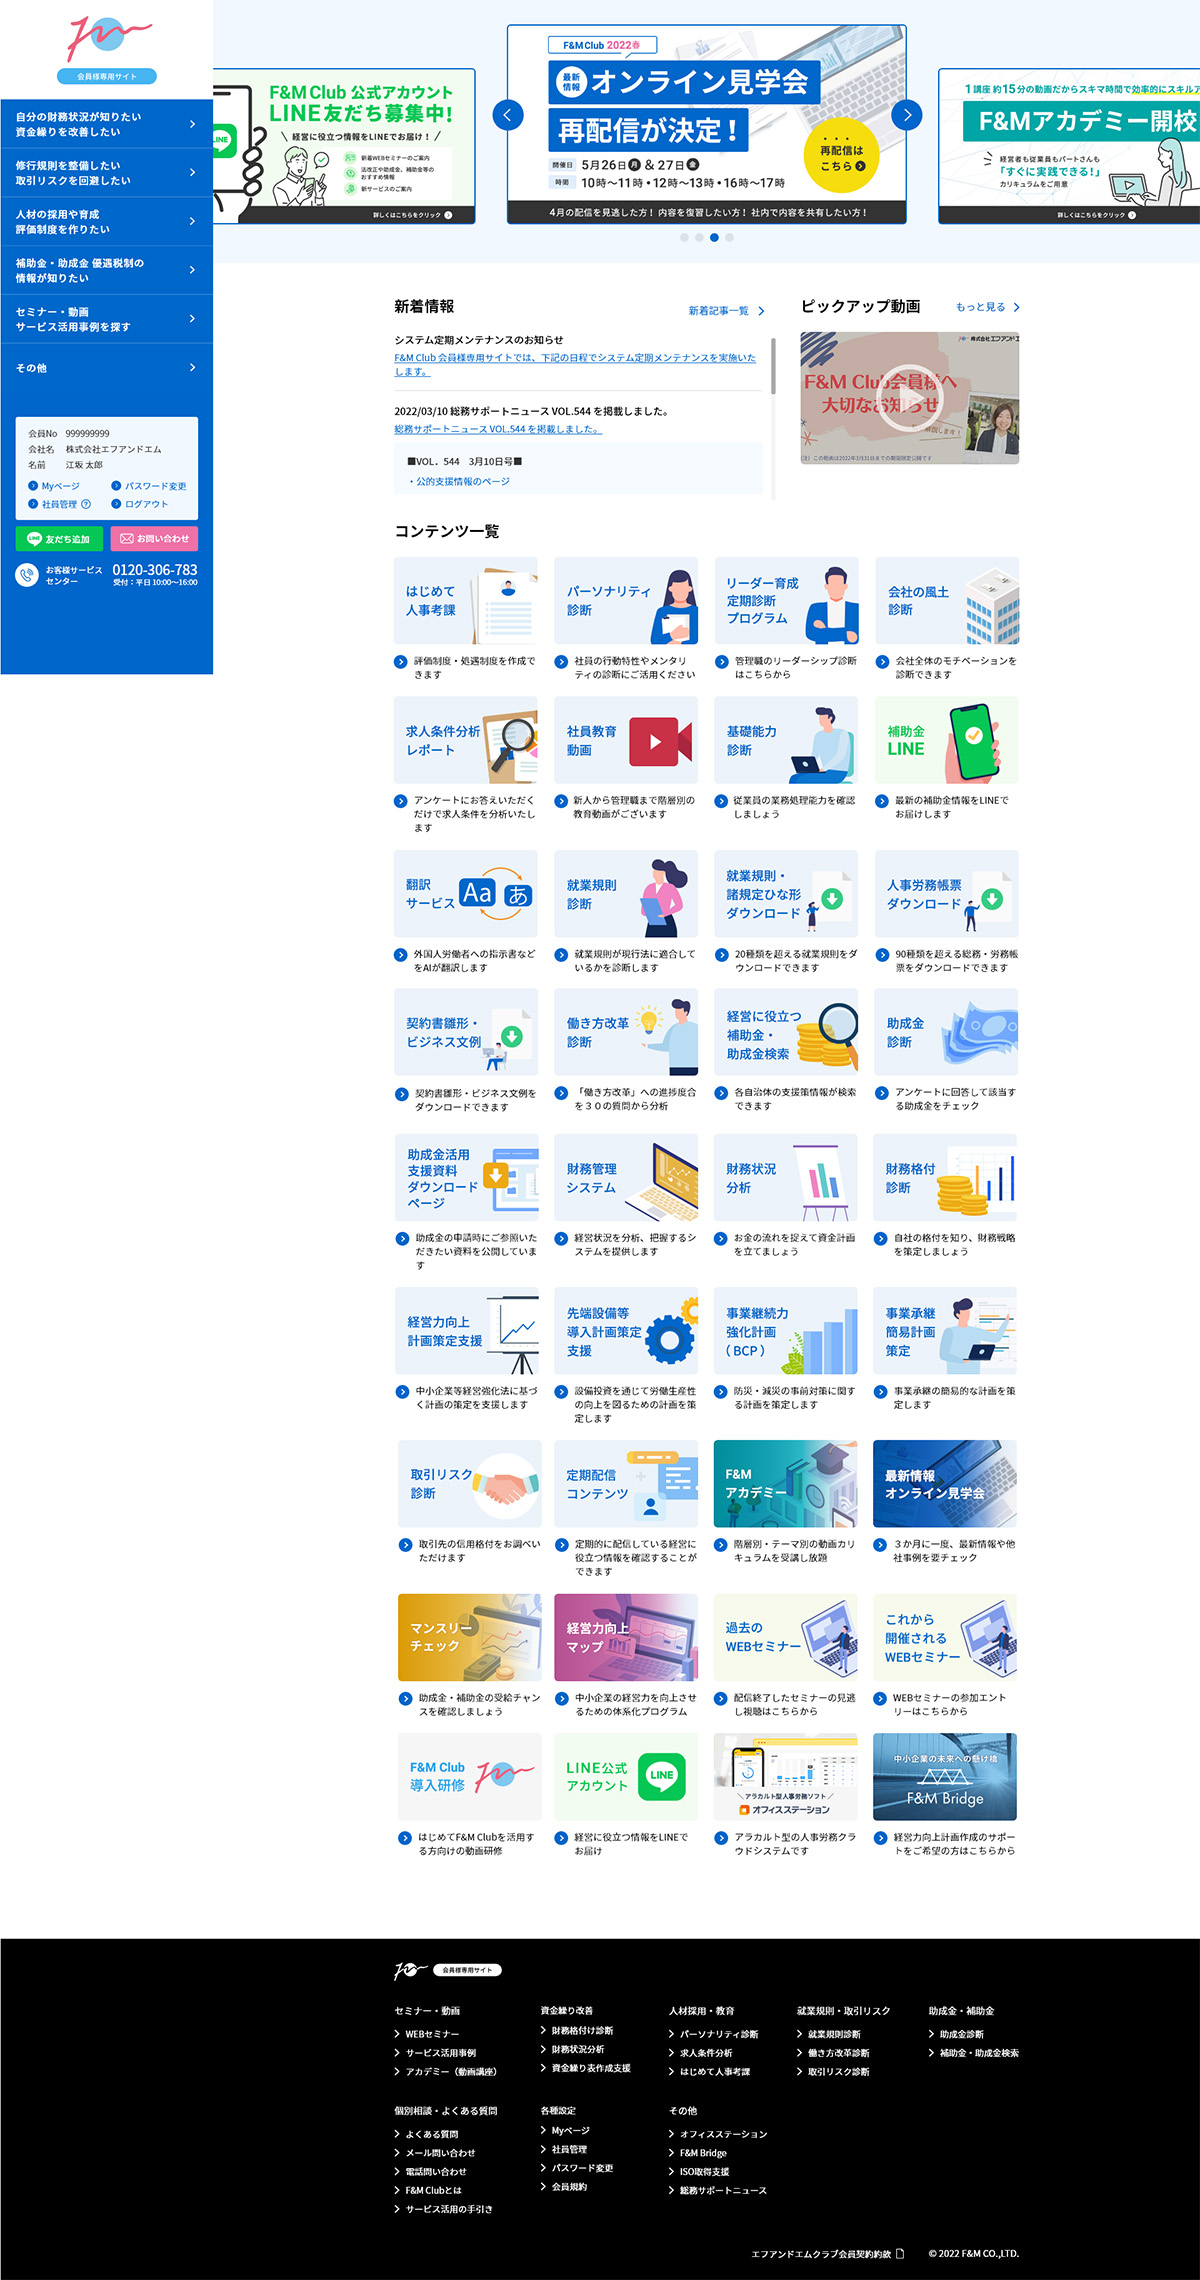 会員様専用サイト
自分の財務状況が知りたい
資金繰りを改善したい
修行規則を整備したい
取引リスクを回避したい
人材の採用や育成
評価制度を作りたい
補助金・助成金 優遇税制の
情報が知りたい
セミナー・動画
サービス活用事例を探す
その他
会員No 999999999
会社名 株式会社エフアンドエム
名前 江坂 太郎
Myページ
パスワード変更
社員管理 ?
ログアウト
LINE 友だち追加
お問い合わせ
お客様サービス
センター
0120-306-783
受付：平日 10:00〜16:00
LINE
F&M Club 公式アカウント
LINE友だち募集中!
経営に役立つ情報をLINEでお届け！
新着WEBセミナーのご案内
法改正や助成金、補助金等の
おすすめ情報
新サービスのご案内
詳しくはこちらをクリック
F&M Club 2022春
最新
情報
オンライン見学会
再配信が決定！
開催日 5月26日 木 & 27日 金
時間 10時〜11時・12時〜13時・16時〜17時
再配信は
こちら
4月の配信を見逃した方！ 内容を復習したい方！ 社内で内容を共有したい方！
1講座 約15分の動画だからスキマ時間で効率的にスキルア
F&Mアカデミー開校
経営者も従業員もパートさんも
「すぐに実践できる！」
カリキュラムをご用意
詳しくはこちらをクリック
新着情報
新着記事一覧
システム定期メンテナンスのお知らせ
F&M Club 会員様専用サイトでは、下記の日程でシステム定期メンテナンスを実施いた
します。
2022/03/10 総務サポートニュース VOL.544 を掲載しました。
総務サポートニュース VOL.544 を掲載しました。
■VOL．544　3月10日号■
・公的支援情報のページ
ピックアップ動画
もっと見る
株式会社エフアンドエ
F&M Club会員様へ
大切なお知らせ
コンテンツ一覧
はじめて
人事考課
評価制度・処遇制度を作成で
きます
パーソナリティ
診断
社員の行動特性やメンタリ
ティの診断にご活用ください
リーダー育成
定期診断
プログラム
管理職のリーダーシップ診断
はこちらから
会社の風土
診断
会社全体のモチベーションを
診断できます
求人条件分析
レポート
アンケートにお答えいただく
だけで求人条件を分析いたし
ます
社員教育
動画
新人から管理職まで階層別の
教育動画がございます
基礎能力
診断
従業員の業務処理能力を確認
しましょう
補助金
LINE
最新の補助金情報をLINEで
お届けします
翻訳
サービス
Aa あ
外国人労働者への指示書など
をAIが翻訳します
就業規則
診断
就業規則が現行法に適合して
いるかを診断します
就業規則・
諸規定ひな形
ダウンロード
20種類を超える就業規則をダ
ウンロードできます
人事労務帳票
ダウンロード
90種類を超える総務・労務帳
票をダウンロードできます
契約書雛形・
ビジネス文例
契約書雛形・ビジネス文例を
ダウンロードできます
働き方改革
診断
「働き方改革」への進捗度合
を３０の質問から分析
経営に役立つ
補助金・
助成金検索
各自治体の支援策情報が検索
できます
助成金
診断
アンケートに回答して該当す
る助成金をチェック
助成金活用
支援資料
ダウンロード
ページ
助成金の申請時にご参照いた
だきたい資料を公開していま
す
財務管理
システム
経営状況を分析、把握するシ
ステムを提供します
財務状況
分析
お金の流れを捉えて資金計画
を立てましょう
財務格付
診断
自社の格付を知り、財務戦略
を策定しましょう
経営力向上
計画策定支援
中小企業等経営強化法に基づ
く計画の策定を支援します
先端設備等
導入計画策定
支援
設備投資を通じて労働生産性
の向上を図るための計画を策
定します
事業継続力
強化計画
（BCP）
防災・減災の事前対策に関す
る計画を策定します
事業承継
簡易計画
策定
事業承継の簡易的な計画を策
定します
取引リスク
診断
取引先の信用格付をお調べい
ただけます
定期配信
コンテンツ
定期的に配信している経営に
役立つ情報を確認することが
できます
F&M
アカデミー
階層別・テーマ別の動画カリ
キュラムを受講し放題
最新情報
オンライン見学会
３か月に一度、最新情報や他
社事例を要チェック
マンスリー
チェック
助成金・補助金の受給チャン
スを確認しましょう
経営力向上
マップ
中小企業の経営力を向上させ
るための体系化プログラム
過去の
WEBセミナー
配信終了したセミナーの見逃
し視聴はこちらから
これから
開催される
WEBセミナー
WEBセミナーの参加エント
リーはこちらから
F&M Club
導入研修
はじめてF&M Clubを活用す
る方向けの動画研修
LINE公式
アカウント
LINE
経営に役立つ情報をLINEで
お届け
アラカルト型人事労務ソフト
オフィスステーション
アラカルト型の人事労務クラ
ウドシステムです
中小企業の未来への懸け橋
F&M Bridge
経営力向上計画作成のサポー
トをご希望の方はこちらから
会員様専用サイト
セミナー・動画
WEBセミナー
サービス活用事例
アカデミー（動画講座）
資金繰り改善
財務格付け診断
財務状況分析
資金繰り表作成支援
人材採用・教育
パーソナリティ診断
求人条件分析
はじめて人事考課
就業規則・取引リスク
就業規則診断
働き方改革診断
取引リスク診断
助成金・補助金
助成金診断
補助金・助成金検索
個別相談・よくある質問
よくある質問
メール問い合わせ
電話問い合わせ
F&M Clubとは
サービス活用の手引き
各種設定
Myページ
社員管理
パスワード変更
会員規約
その他
オフィスステーション
F&M Bridge
ISO取得支援
総務サポートニュース
エフアンドエムクラブ会員契約約款
© 2022 F&M CO.,LTD.